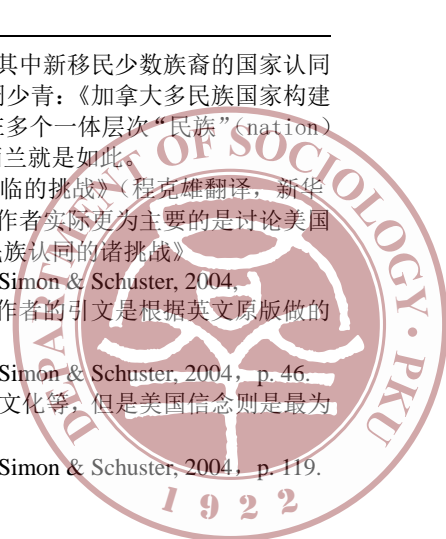 其中新移民少数族裔的国家认同
少青：《加拿大多民族国家构建
多个一体层次“民族”(nation)
兰就是如此。
临的挑战》（程克雄翻译，新华
作者实际更为主要的是讨论美国
民族认同的诸挑战》
Simon & Schuster, 2004,
作者的引文是根据英文原版做的
Simon & Schuster, 2004，p. 46.
文化等，但是美国信念则是最为
Simon & Schuster, 2004，p. 119.
DEPARTMENT OF SOCIOLOGY · PKU
1922